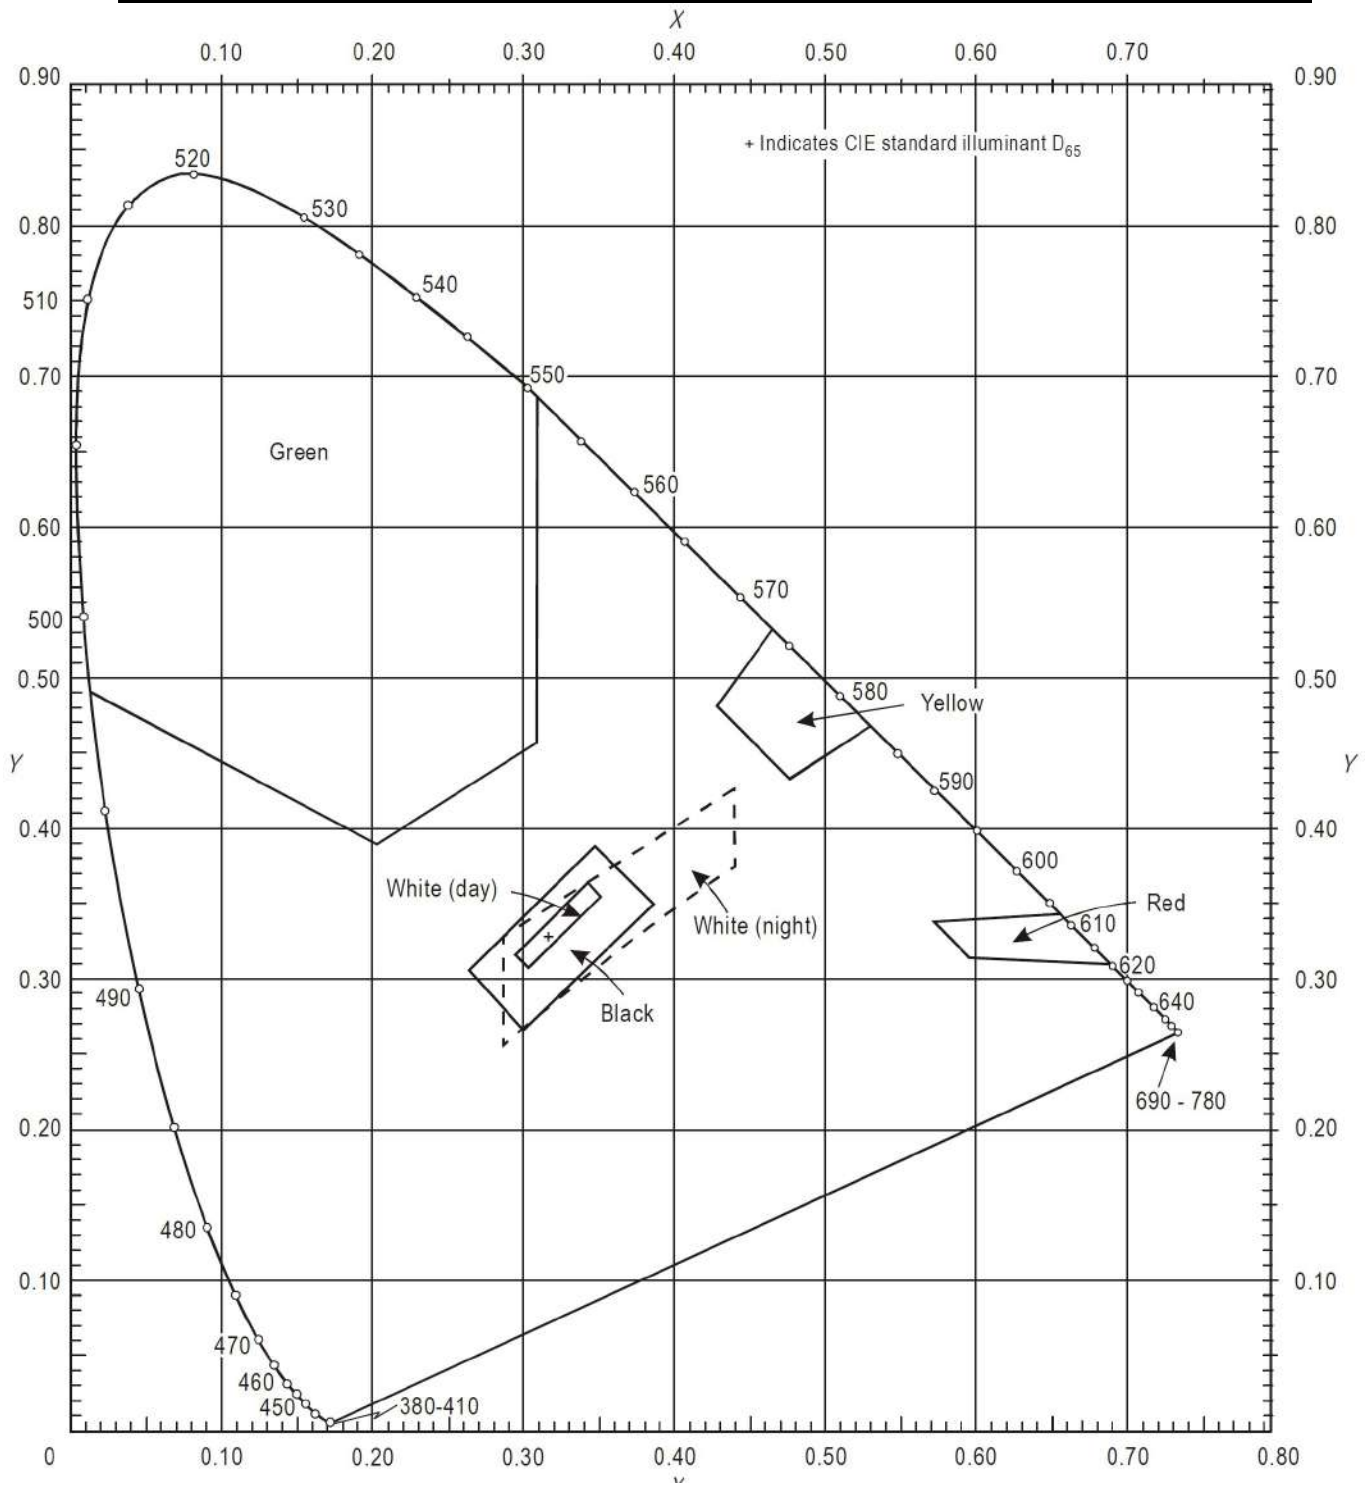 X
0.10 0.20 0.30 0.40 0.50 0.60 0.70
0.90 0.90
+ Indicates CIE standard illuminant D65
520
530
0.80 0.80
540
510
0.70 550 0.70
Green
560
0.60 0.60
570
500
0.50 0.50
580
Yellow
Y Y
590
0.40 0.40
600
White (day)
Red
610
White (night)
620
0.30 0.30
490
640
Black
690 - 780
0.20 0.20
480
0.10 0.10
470
460
450
380-410
0 0.10 0.20 0.30 0.40 0.50 0.60 0.70 0.80